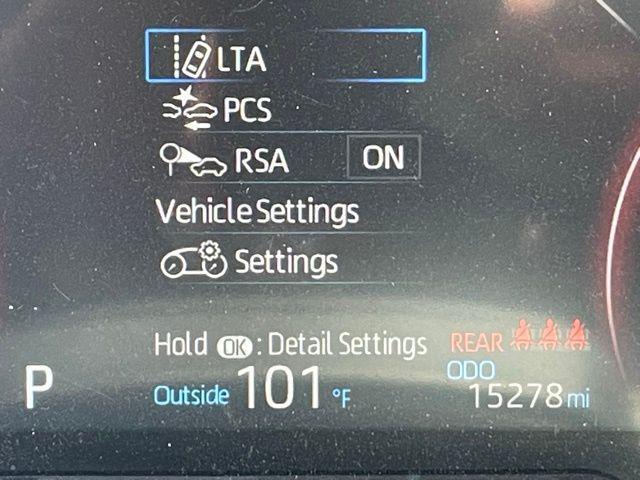 LTA
PCS
RSA ON
Vehicle Settings
Settings
Hold OK : Detail Settings REAR
P Outside 101 °F ODO
15278 mi